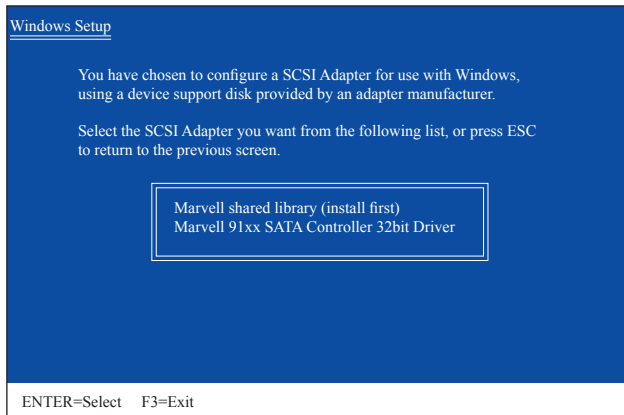 Windows Setup
You have chosen to configure a SCSI Adapter for use with Windows,
using a device support disk provided by an adapter manufacturer.
Select the SCSI Adapter you want from the following list, or press ESC
to return to the previous screen.
Marvell shared library (install first)
Marvell 91xx SATA Controller 32bit Driver
ENTER=Select F3=Exit